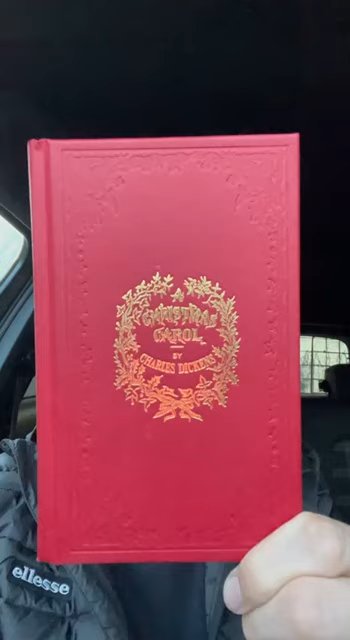 A
CHRISTMAS
CAROL
BY
CHARLES DICKENS
ellesse